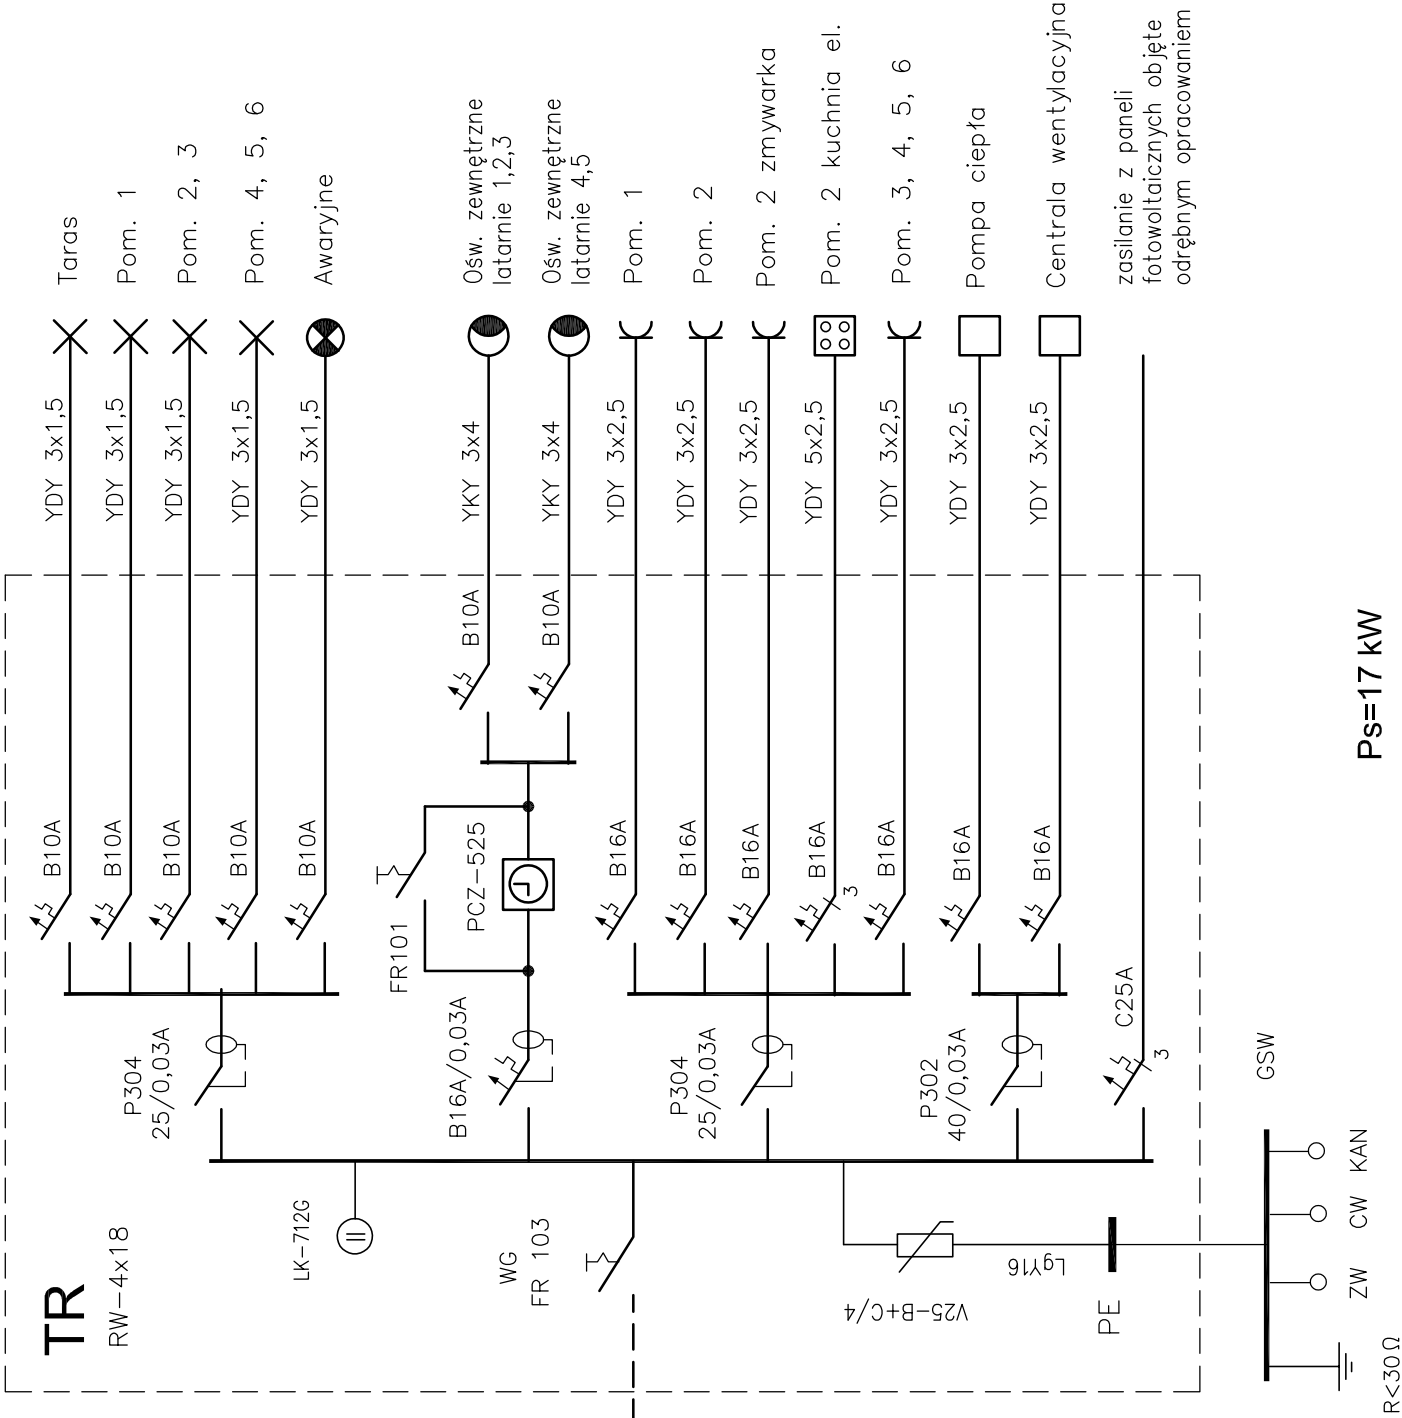 TR
RW-4x18
Taras
Pom. 1
Pom. 2, 3
Pom. 4, 5, 6
Awaryjne
Ośw. zewnętrzne
latarnie 1,2,3
Ośw. zewnętrzne
latarnie 4,5
Pom. 1
Pom. 2
Pom. 2 zmywarka
Pom. 2 kuchnia el.
Pom. 3, 4, 5, 6
Pompa ciepła
Centrala wentylacyjna
zasilanie z paneli
fotowoltaicznych objęte
odrębnym opracowaniem
YDY 3x1,5
YDY 3x1,5
YDY 3x1,5
YDY 3x1,5
YDY 3x1,5
YKY 3x4
YKY 3x4
YDY 3x2,5
YDY 3x2,5
YDY 3x2,5
YDY 5x2,5
YDY 3x2,5
YDY 3x2,5
YDY 3x2,5
B10A
B10A
B10A
B10A
B10A
B10A
B10A
B16A
B16A
B16A
B16A
3
B16A
B16A
B16A
C25A
3
FR101
PCZ-525
P304
25/0,03A
B16A/0,03A
P304
25/0,03A
P302
40/0,03A
LK-712G
WG
FR 103
V25-B+C/4
LgY16
PE
GSW
ZW
CW
KAN
R<30Ω
Ps=17 kW